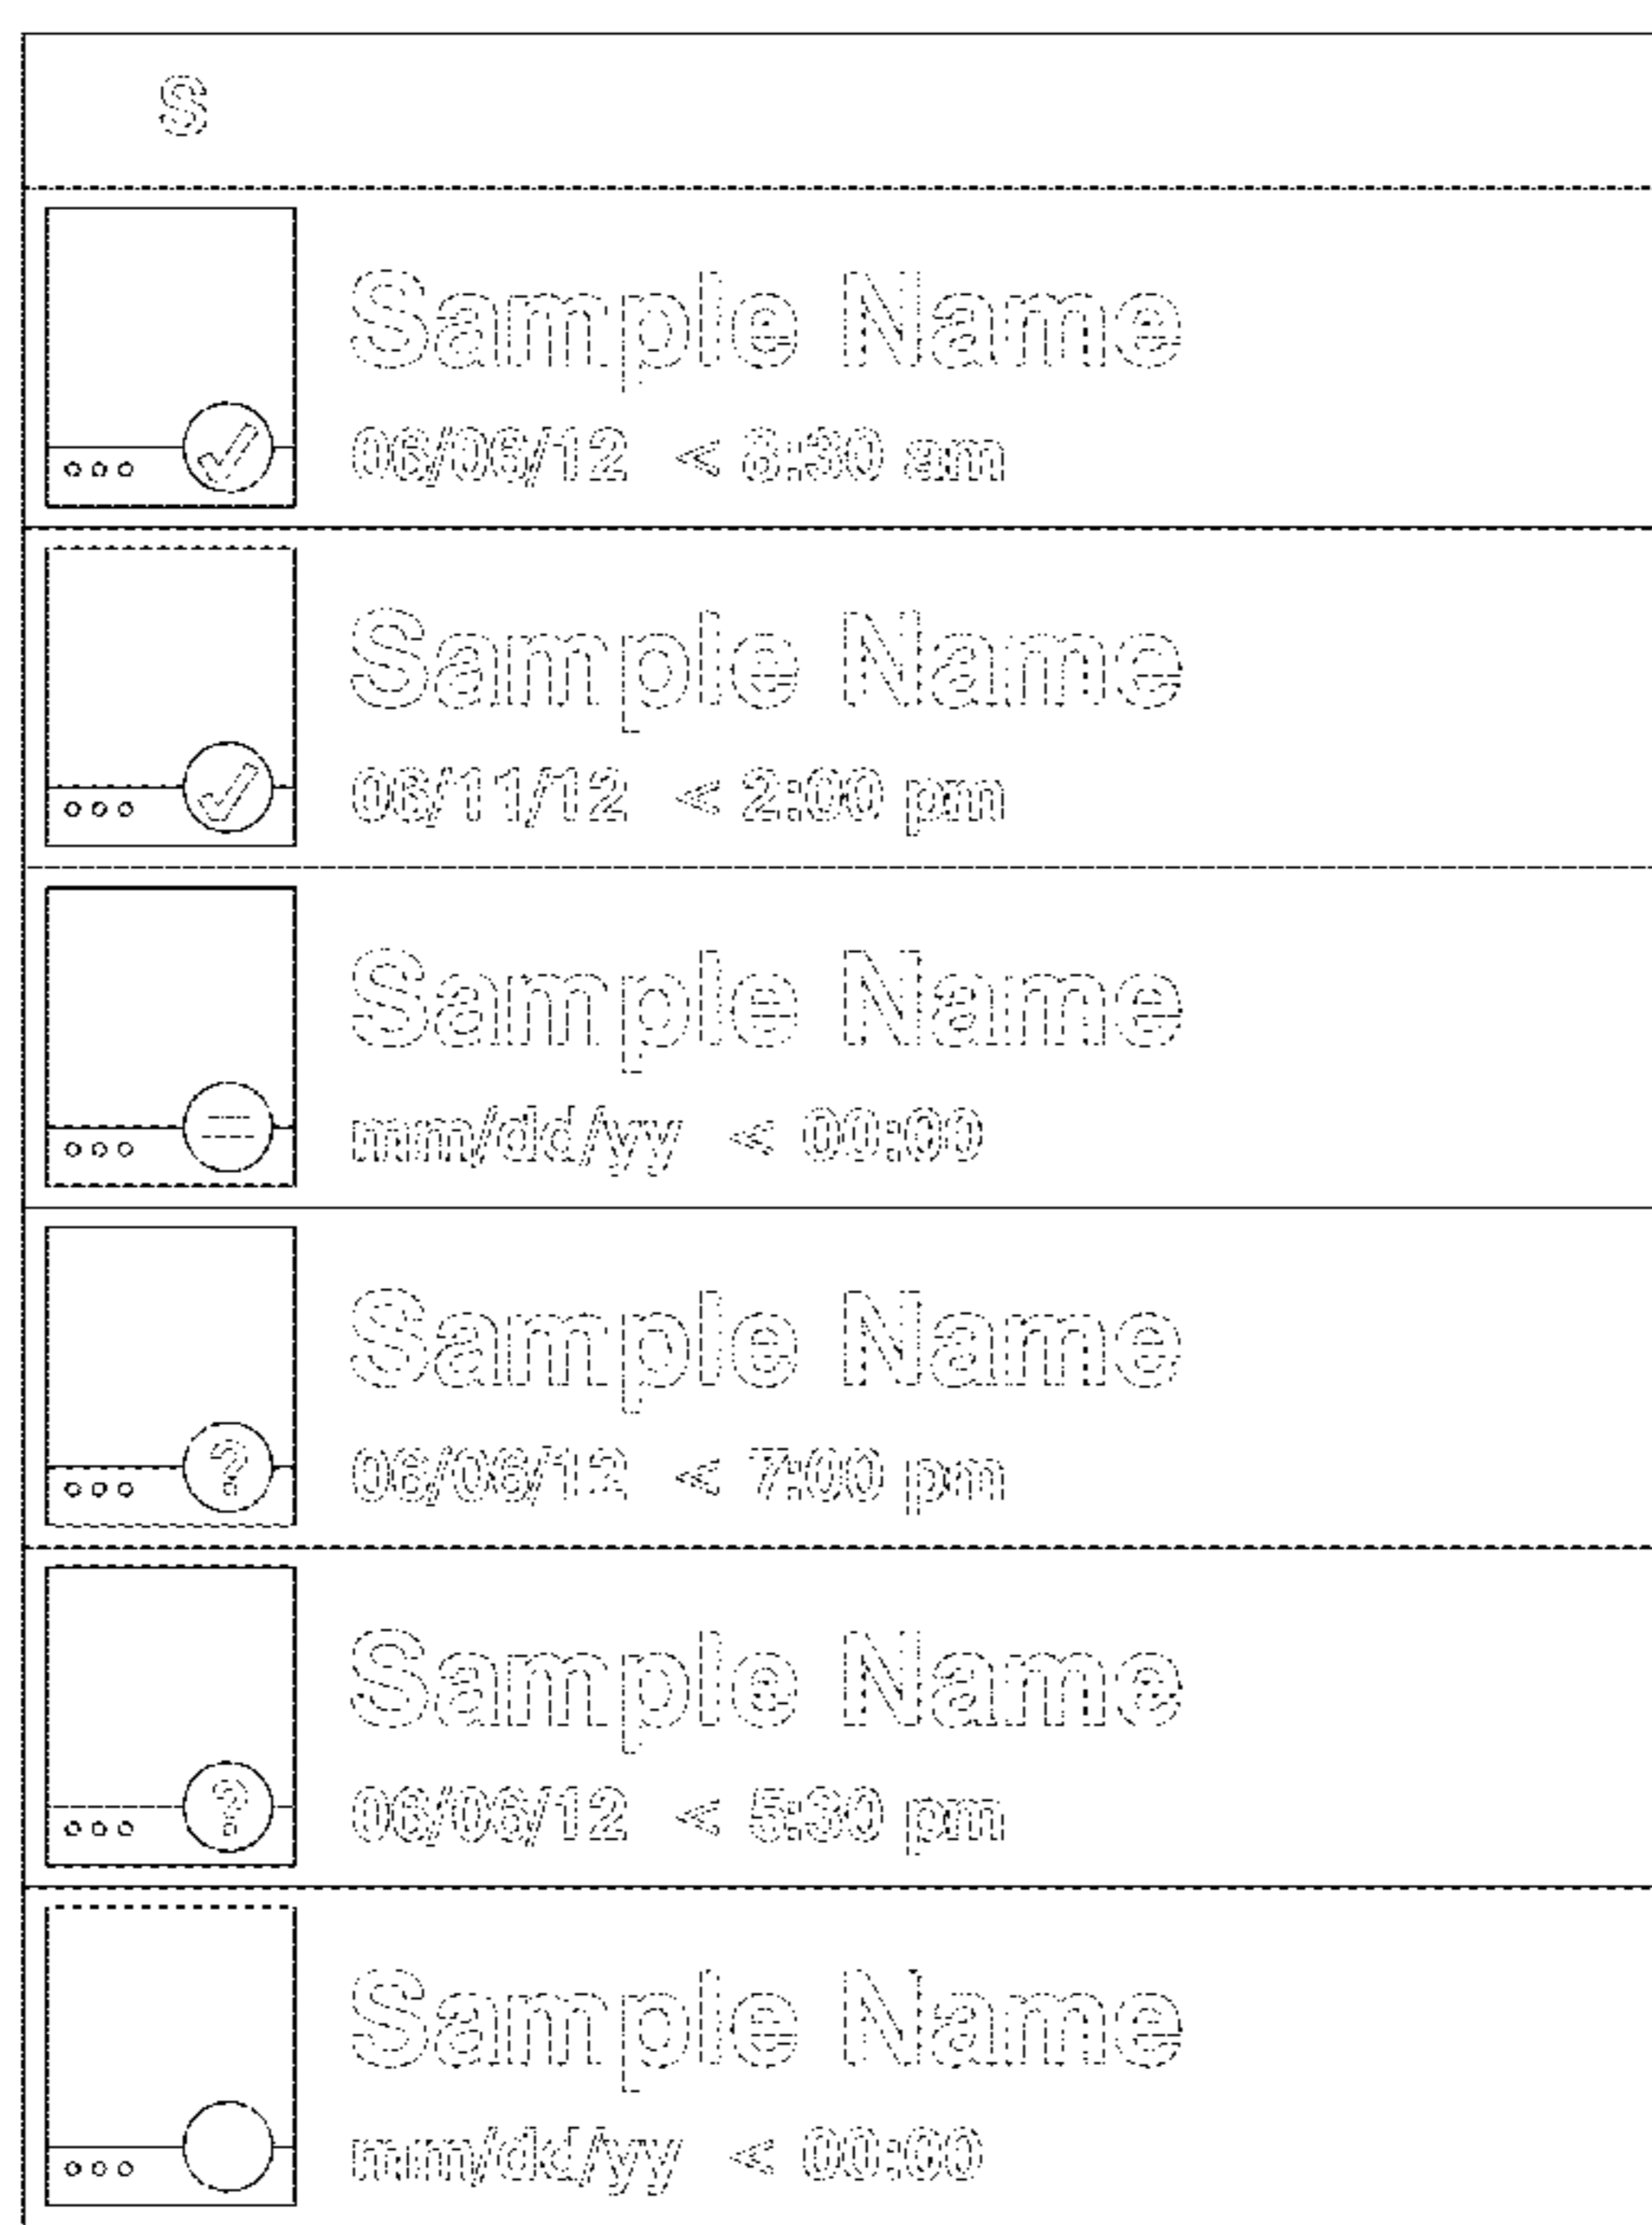 S
Sample Name
06/06/12 < 8:30 am
Sample Name
06/11/12 < 2:00 pm
Sample Name
mm/dd/yy < 00:00
Sample Name
06/06/12 < 7:00 pm
?
Sample Name
06/06/12 < 5:30 pm
?
Sample Name
mm/dd/yy < 00:00